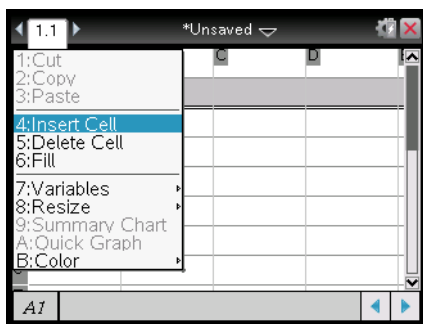 1.1
*Unsaved
C
D
1:Cut
2:Copy
3:Paste
4:Insert Cell
5:Delete Cell
6:Fill
7:Variables
8:Resize
9:Summary Chart
A:Quick Graph
B:Color
A1